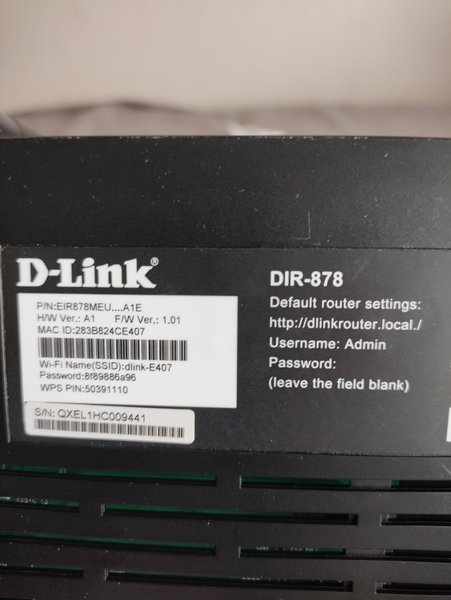 D-Link
P/N:EIR878MEU....A1E
H/W Ver.: A1 F/W Ver.: 1.01
MAC ID:283B824CE407
Wi-Fi Name(SSID):dlink-E407
Password:8f89886a96
WPS PIN:50391110
S/N: QXEL1HC009441
DIR-878
Default router settings:
http://dlinkrouter.local./
Username: Admin
Password:
(leave the field blank)